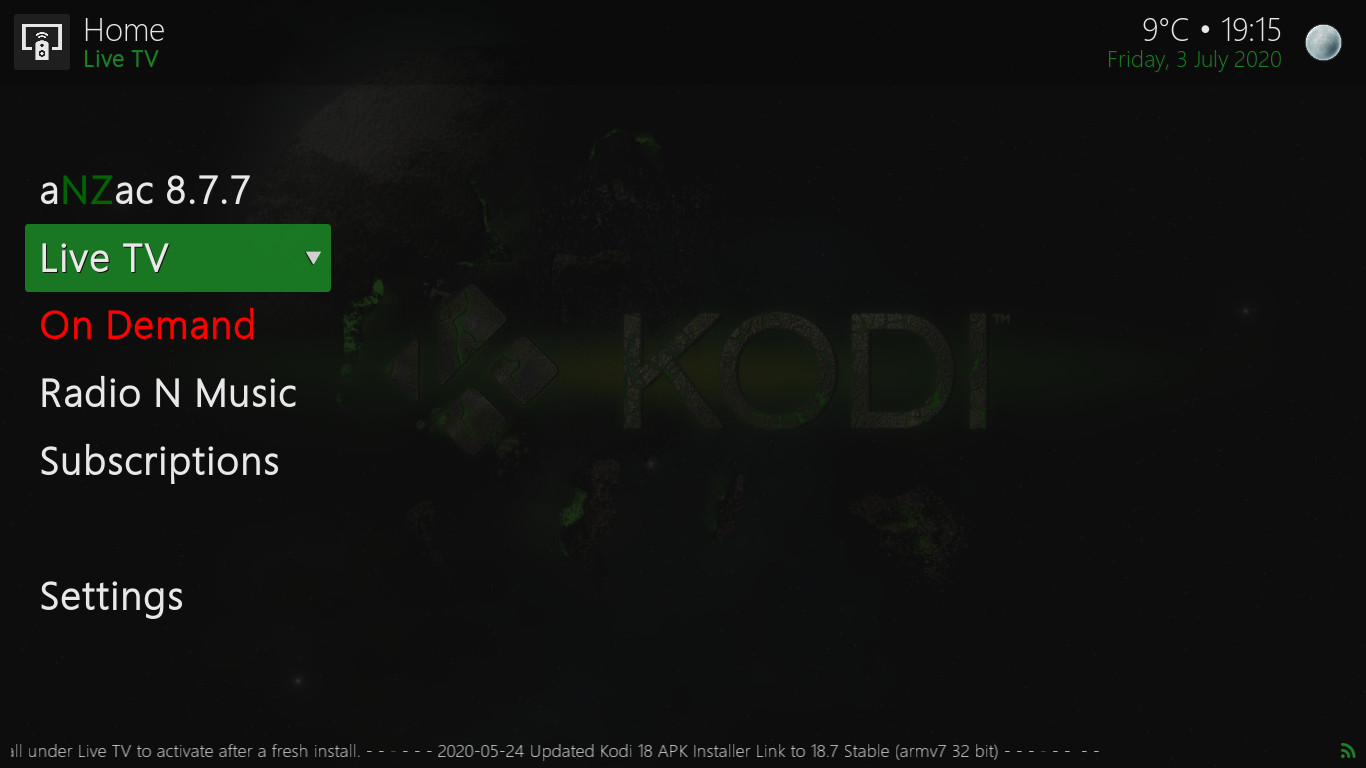 Home
Live TV
9°C • 19:15
Friday, 3 July 2020
aNZac 8.7.7
Live TV
On Demand
KODI™
Radio N Music
Subscriptions
Settings
all under Live TV to activate after a fresh install. - - - - - - 2020-05-24 Updated Kodi 18 APK Installer Link to 18.7 Stable (armv7 32 bit) - - - - - - - -